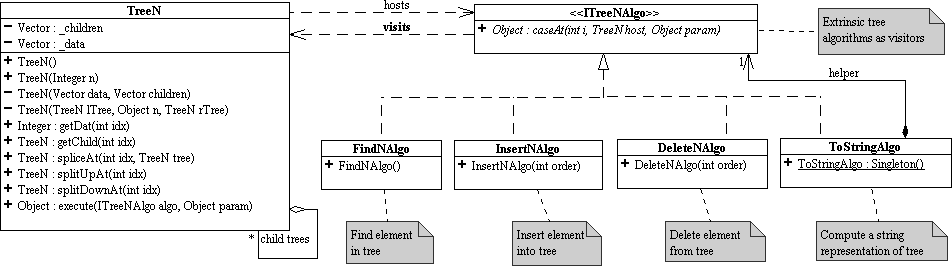 TreeN
- Vector : _children
- Vector : _data
+ TreeN()
+ TreeN(Integer n)
- TreeN(Vector data, Vector children)
- TreeN(TreeN lTree, Object n, TreeN rTree)
+ Integer : getDat(int idx)
+ TreeN : getChild(int idx)
+ TreeN : spliceAt(int idx, TreeN tree)
+ TreeN : splitUpAt(int idx)
+ TreeN : splitDownAt(int idx)
+ Object : execute(ITreeNAlgo algo, Object param)
* child trees
hosts
visits
<<ITreeNAlgo>>
+ Object : caseAt(int i, TreeN host, Object param)
Extrinsic tree
algorithms as visitors
1
helper
FindNAlgo
+ FindNAlgo()
InsertNAlgo
+ InsertNAlgo(int order)
DeleteNAlgo
+ DeleteNAlgo(int order)
ToStringAlgo
+ ToStringAlgo : Singleton()
Find element
in tree
Insert element
into tree
Delete element
from tree
Compute a string
representation of tree